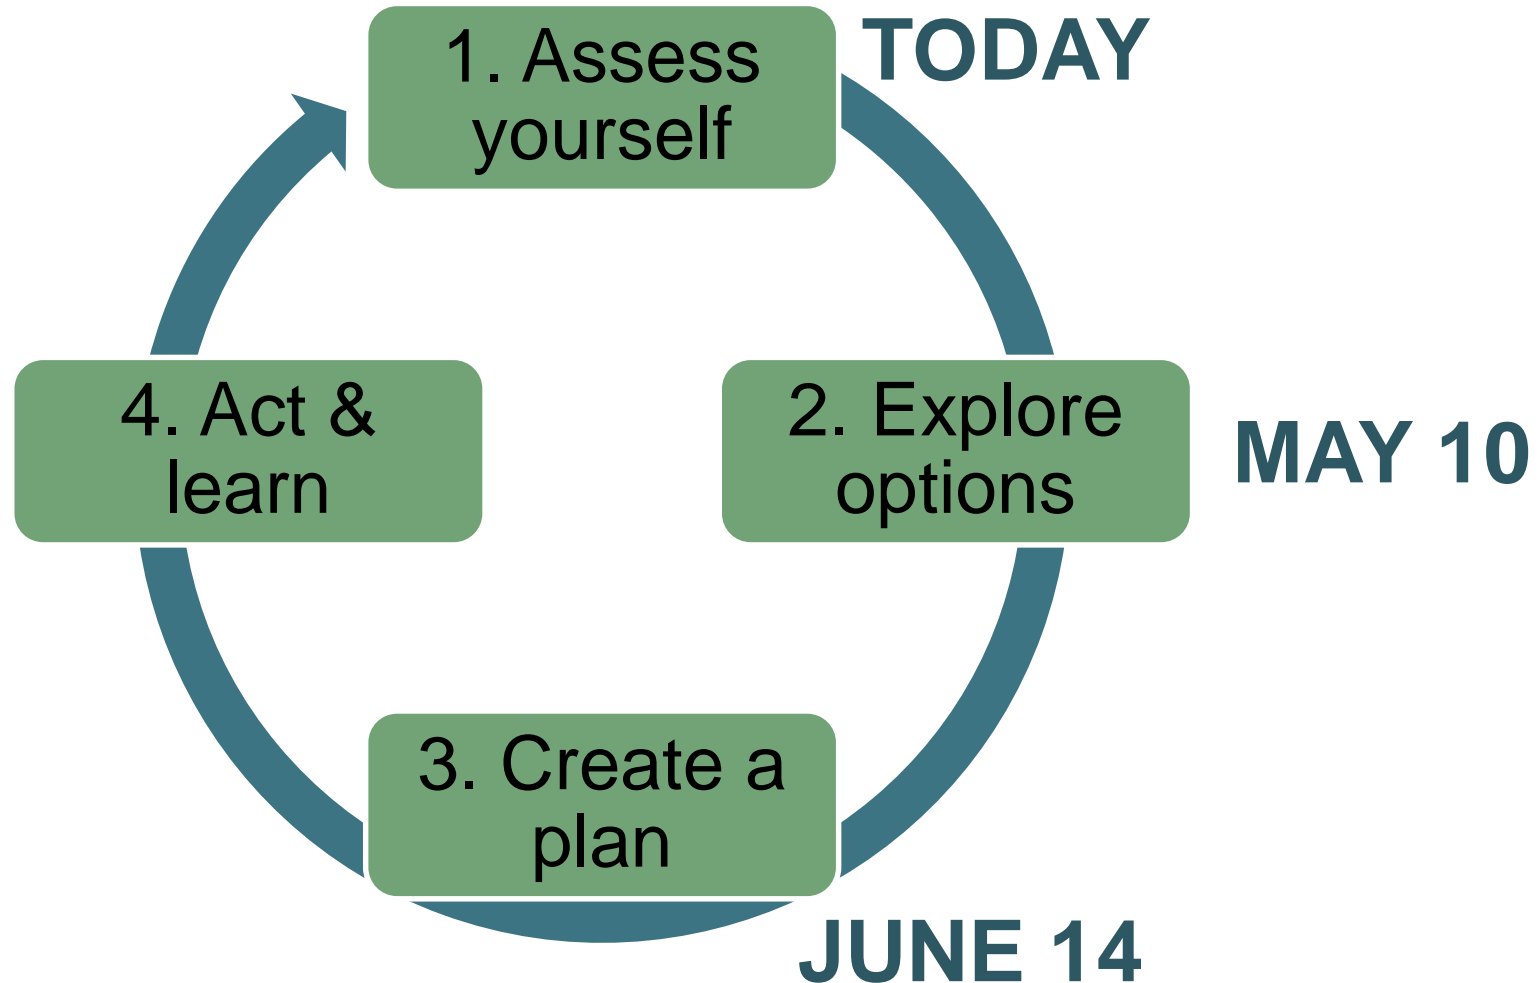 1. Assess
yourself
TODAY
2. Explore
options
MAY 10
3. Create a
plan
JUNE 14
4. Act &
learn